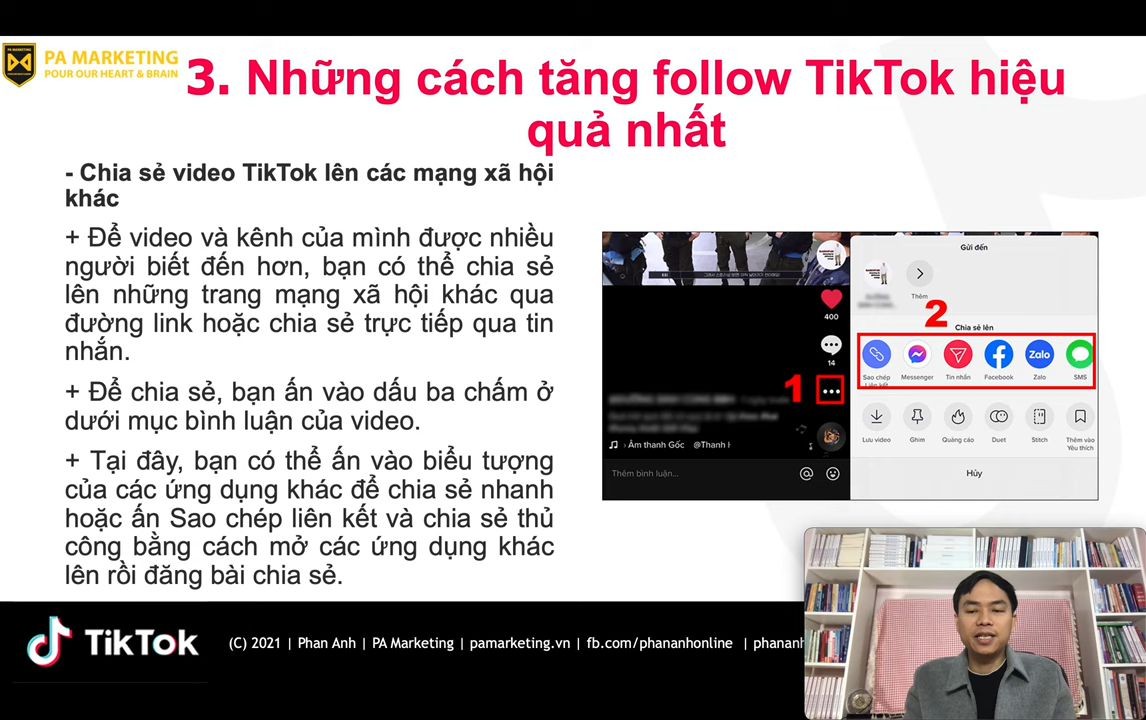 PA MARKETING
POUR OUR HEART & BRAIN
3. Những cách tăng follow TikTok hiệu
quả nhất
- Chia sẻ video TikTok lên các mạng xã hội
khác
+ Để video và kênh của mình được nhiều
người biết đến hơn, bạn có thể chia sẻ
lên những trang mạng xã hội khác qua
đường link hoặc chia sẻ trực tiếp qua tin
nhắn.
+ Để chia sẻ, bạn ấn vào dấu ba chấm ở
dưới mục bình luận của video.
+ Tại đây, bạn có thể ấn vào biểu tượng
của các ứng dụng khác để chia sẻ nhanh
hoặc ấn Sao chép liên kết và chia sẻ thủ
công bằng cách mở các ứng dụng khác
lên rồi đăng bài chia sẻ.
400
14
1
Âm thanh Gốc @Thanh H
Thêm bình luận...
Gửi đến
Thêm
2
Chia sẻ lên
Zalo
Sao chép Messenger Tin nhắn Facebook Zalo SMS
Liên kết
Lưu video Ghim Quảng cáo Duet Stitch Thêm vào
Yêu thích
Hủy
TikTok
(C) 2021 | Phan Anh | PA Marketing | pamarketing.vn | fb.com/phananhonline | phananh